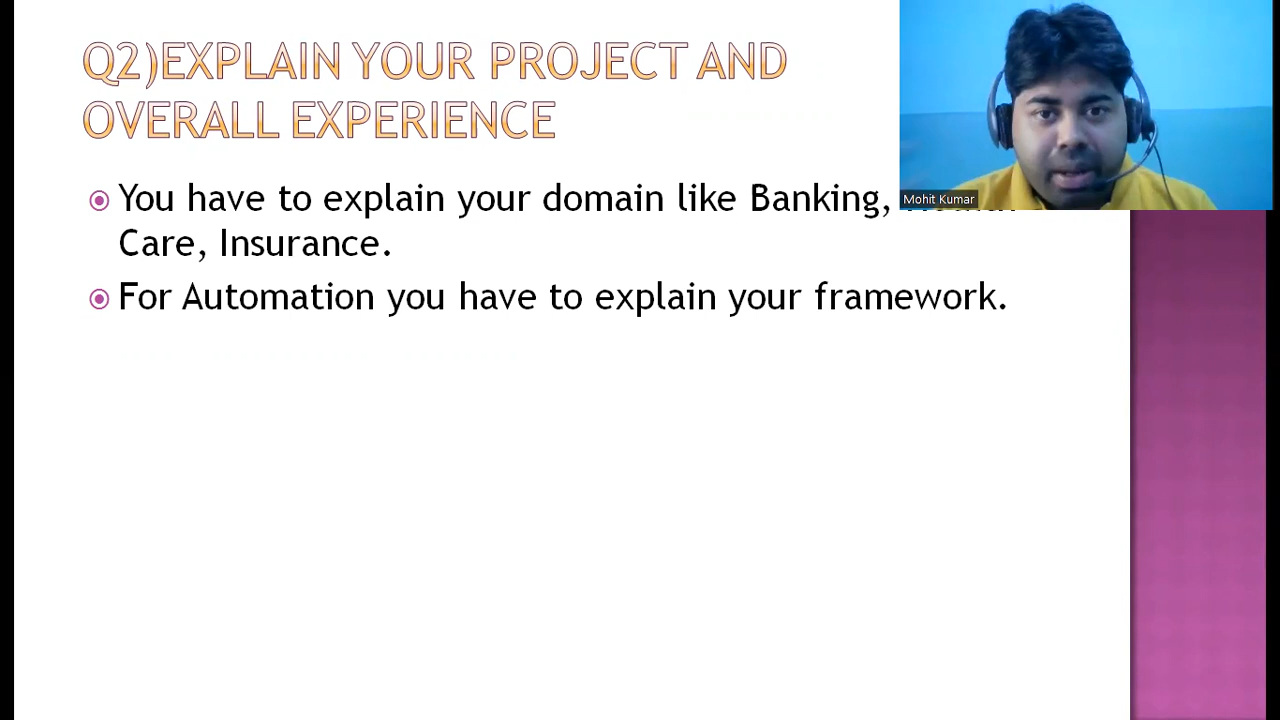 Q2)EXPLAIN YOUR PROJECT AND
OVERALL EXPERIENCE
You have to explain your domain like Banking,
Care, Insurance.
For Automation you have to explain your framework.
Mohit Kumar